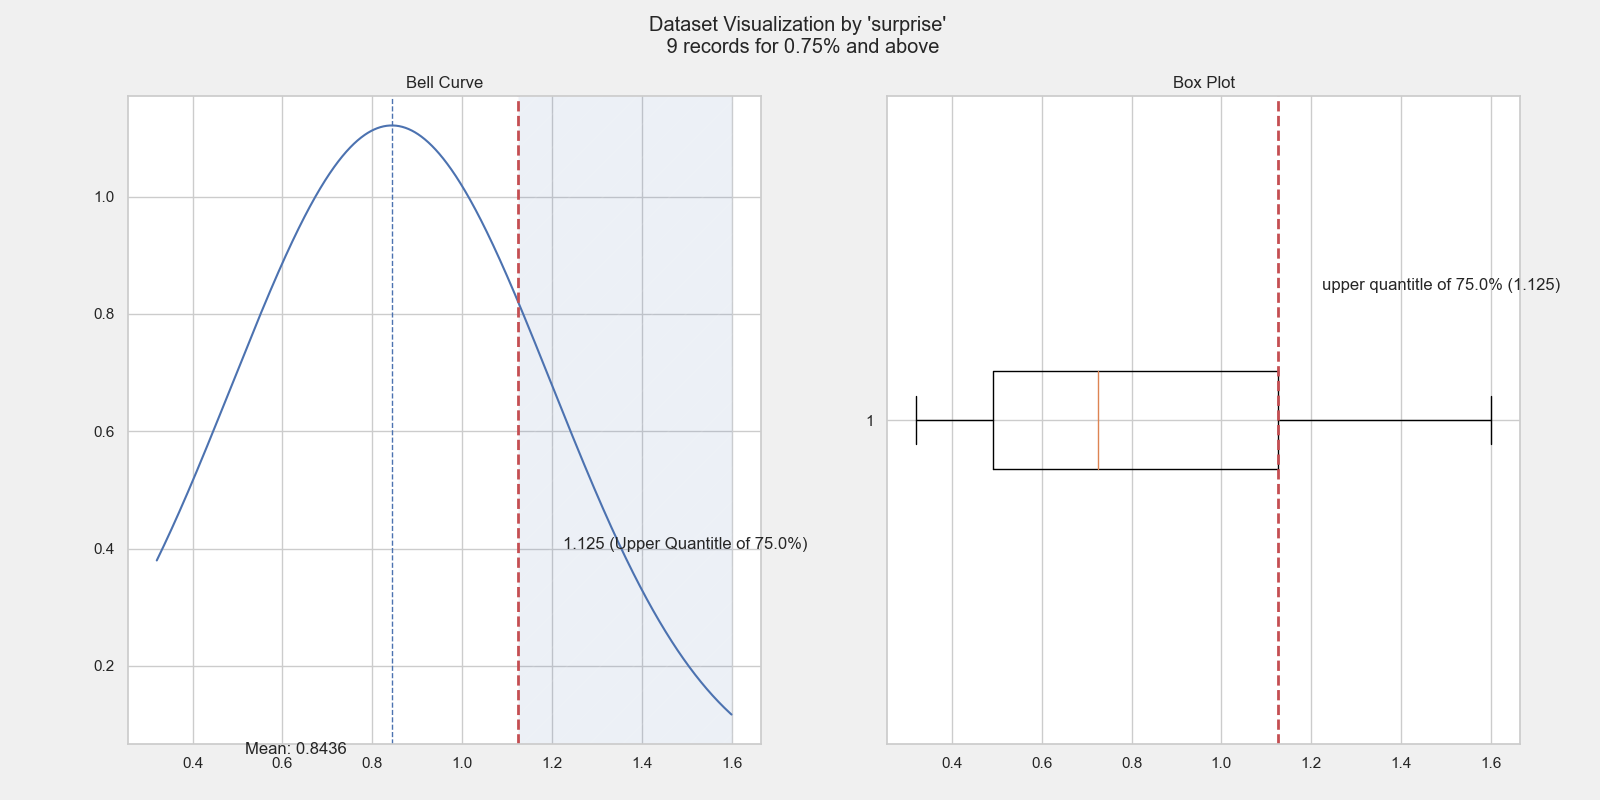 Dataset Visualization by 'surprise'
9 records for 0.75% and above
Bell Curve
1.0
0.8
0.6
0.4
0.2
1.125 (Upper Quantitle of 75.0%)
Mean: 0.8436
0.4 0.6 0.8 1.0 1.2 1.4 1.6
Box Plot
upper quantitle of 75.0% (1.125)
1
0.4 0.6 0.8 1.0 1.2 1.4 1.6